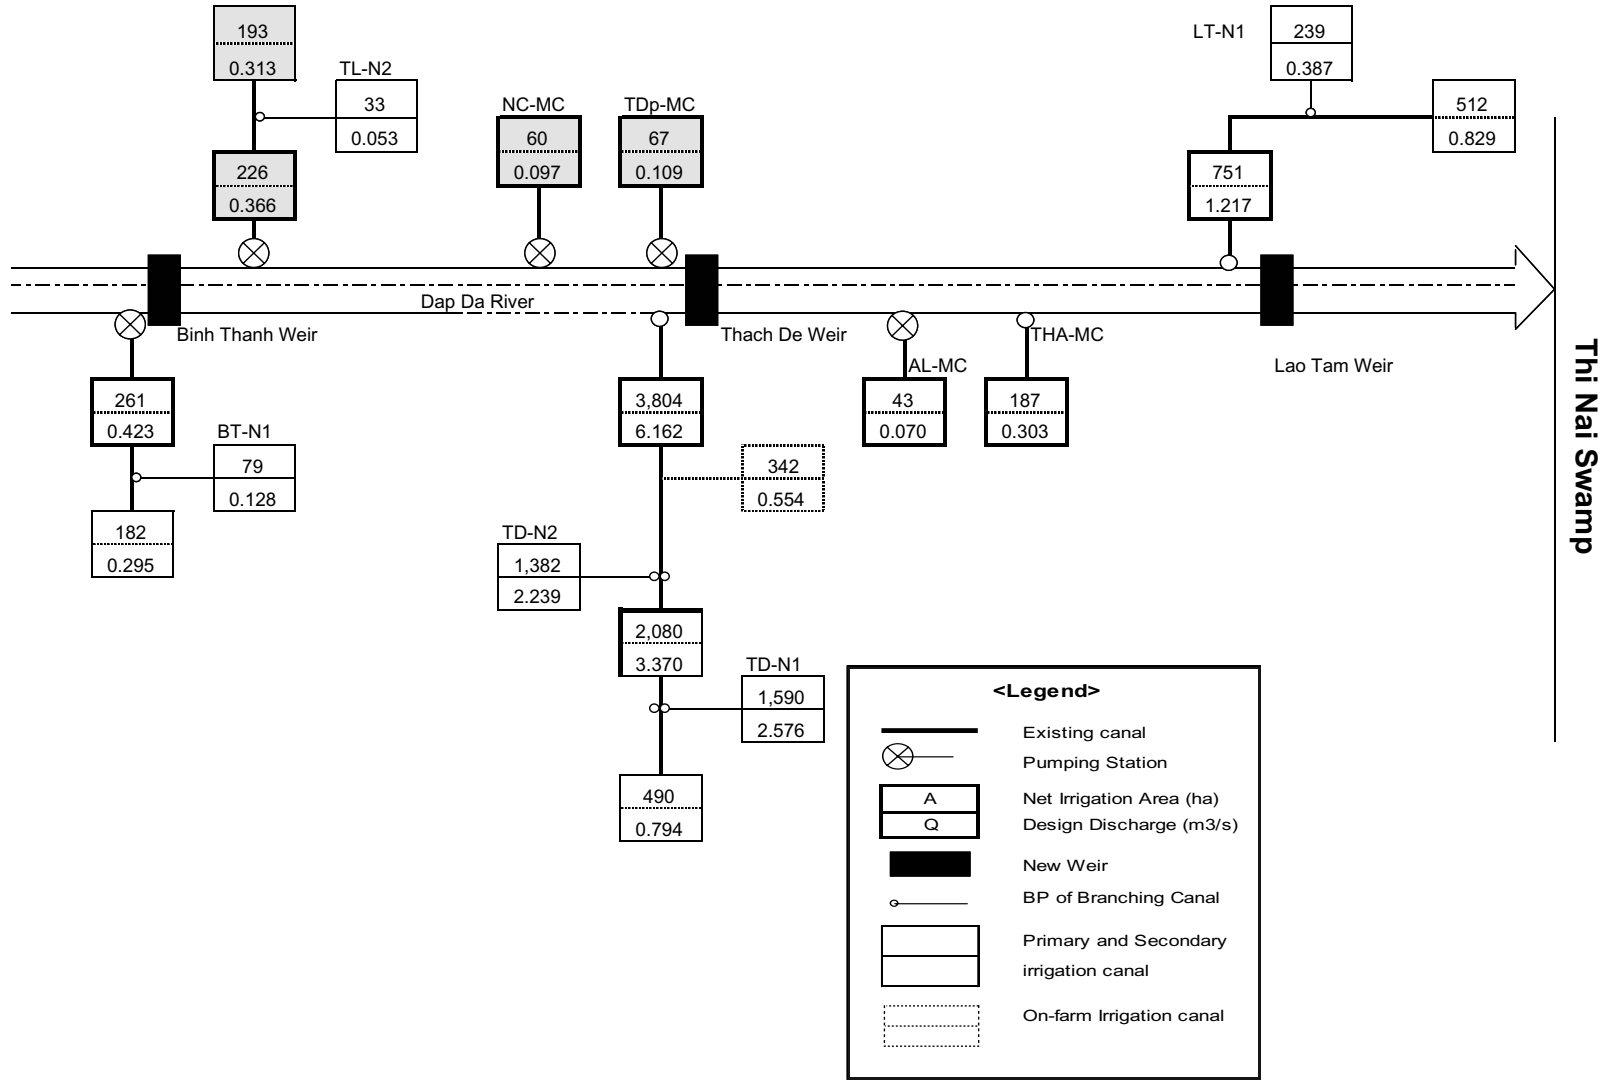 193
0.313
TL-N2
33
0.053
226
0.366
NC-MC
60
0.097
TDp-MC
67
0.109
LT-N1
239
0.387
512
0.829
751
1.217
Dap Da River
Binh Thanh Weir
Thach De Weir
THA-MC
AL-MC
Lao Tam Weir
Thi Nai Swamp
261
0.423
BT-N1
79
0.128
182
0.295
3,804
6.162
43
0.070
187
0.303
342
0.554
TD-N2
1,382
2.239
2,080
3.370
TD-N1
1,590
2.576
490
0.794
<Legend>
Existing canal
Pumping Station
A
Net Irrigation Area (ha)
Q
Design Discharge (m3/s)
New Weir
BP of Branching Canal
Primary and Secondary
irrigation canal
On-farm Irrigation canal